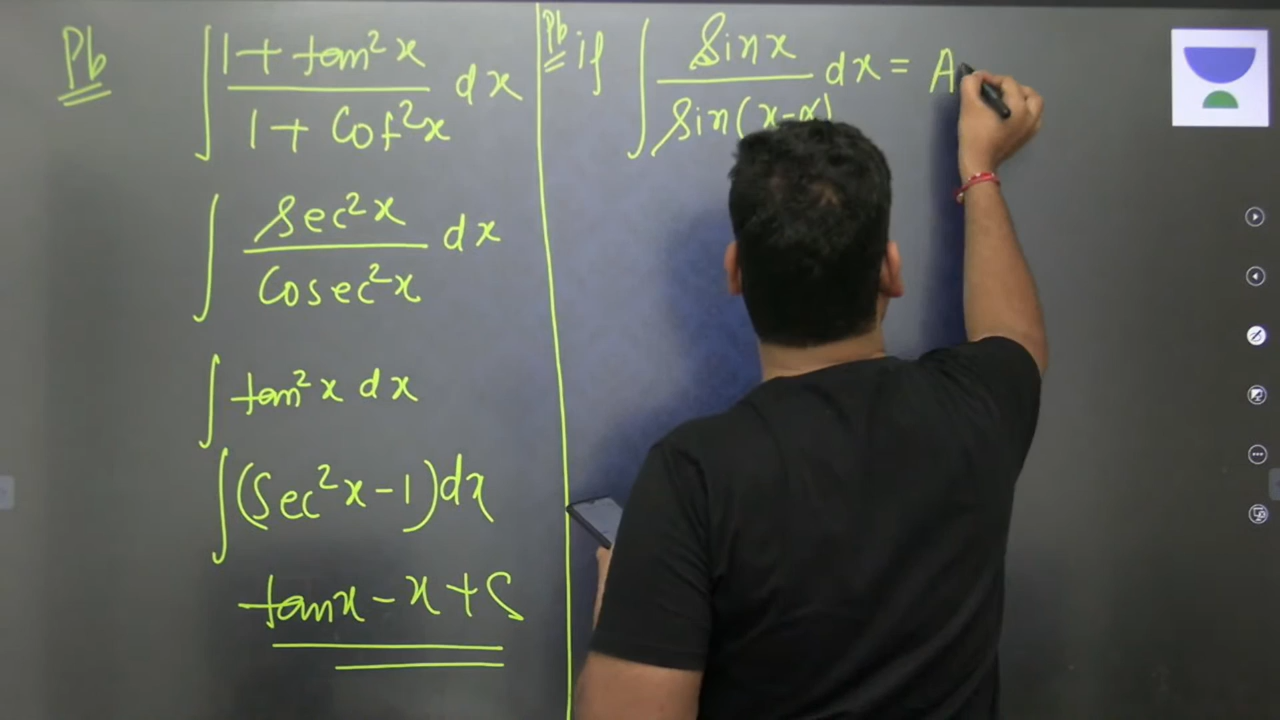 Pb ∫ (1 + tan²x)/(1 + Cot²x) dx
∫ Sec²x/Cosec²x dx
∫ tan²x dx
∫ (Sec²x - 1) dx
tanx - x + C
Pb if ∫ Sinx/Sin(x-α) dx = A